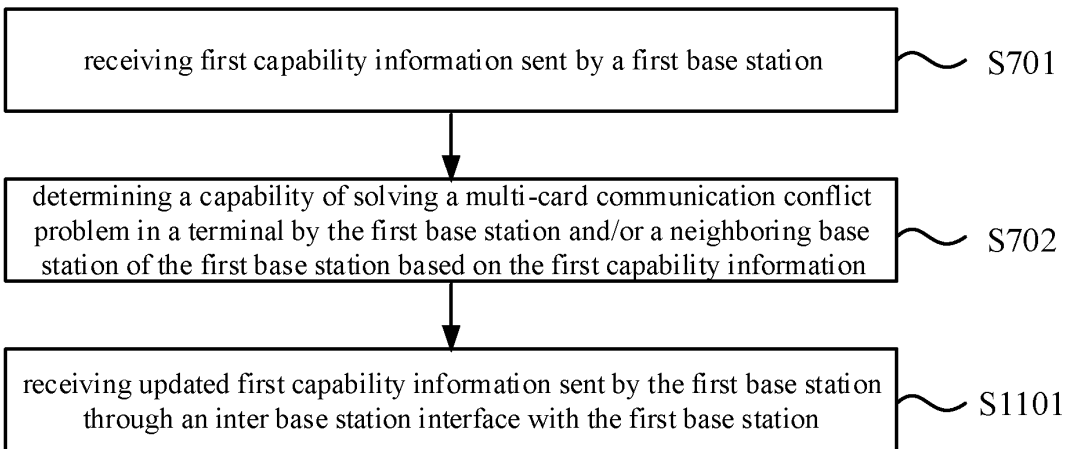 receiving first capability information sent by a first base station
S701
determining a capability of solving a multi-card communication conflict
problem in a terminal by the first base station and/or a neighboring base
station of the first base station based on the first capability information
S702
receiving updated first capability information sent by the first base station
through an inter base station interface with the first base station
S1101